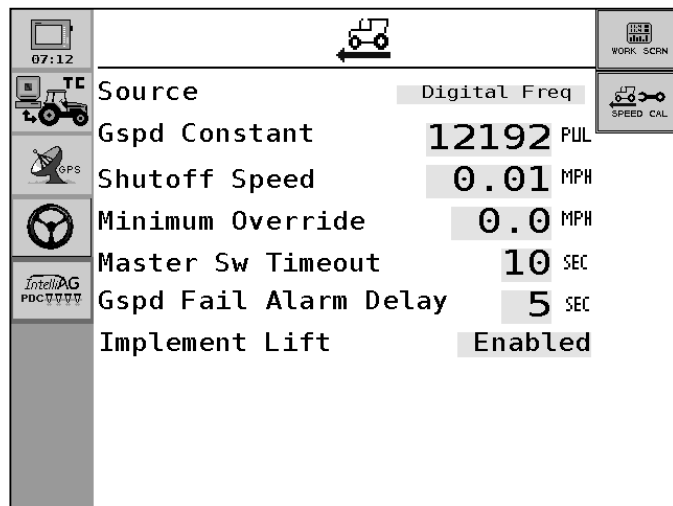 07:12
WORK SCRN
TC
Source Digital Freq
SPEED CAL
Gspd Constant 12192 PUL
GPS
Shutoff Speed 0.01 MPH
Minimum Override 0.0 MPH
Master Sw Timeout 10 SEC
IntelliAG
PDC
Gspd Fail Alarm Delay 5 SEC
Implement Lift Enabled